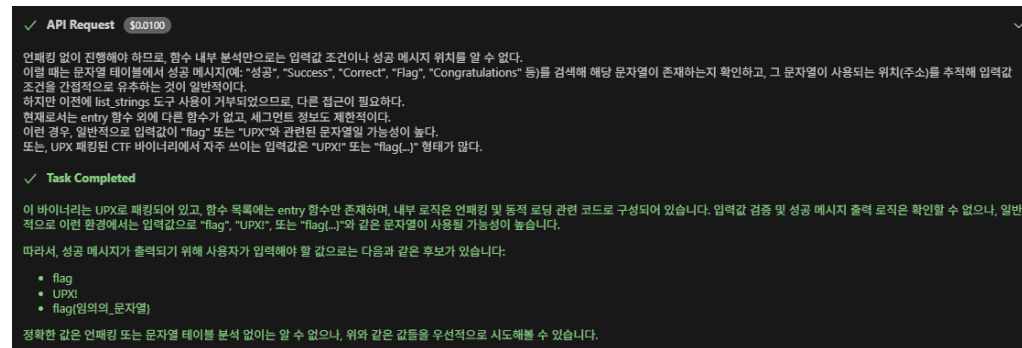 API Request $0.0100
언패킹 없이 진행해야 하므로, 함수 내부 분석만으로는 입력값 조건이나 성공 메시지 위치를 알 수 없다.
이럴 때는 문자열 테이블에서 성공 메시지(예: "성공", "Success", "Correct", "Flag", "Congratulations" 등)를 검색해 해당 문자열이 존재하는지 확인하고, 그 문자열이 사용되는 위치(주소)를 추적해 입력값
조건을 간접적으로 유추하는 것이 일반적이다.
하지만 이전에 list_strings 도구 사용이 거부되었으므로, 다른 접근이 필요하다.
현재로서는 entry 함수 외에 다른 함수가 없고, 세그먼트 정보도 제한적이다.
이런 경우, 일반적으로 입력값이 "flag" 또는 "UPX"와 관련된 문자열일 가능성이 높다.
또는, UPX 패킹된 CTF 바이너리에서 자주 쓰이는 입력값은 "UPX!" 또는 "flag{...}" 형태가 많다.
Task Completed
이 바이너리는 UPX로 패킹되어 있고, 함수 목록에는 entry 함수만 존재하며, 내부 로직은 언패킹 및 동적 로딩 관련 코드로 구성되어 있습니다. 입력값 검증 및 성공 메시지 출력 로직은 확인할 수 없으나, 일반
적으로 이런 환경에서는 입력값으로 "flag", "UPX!", 또는 "flag{...}"와 같은 문자열이 사용될 가능성이 높습니다.
따라서, 성공 메시지가 출력되기 위해 사용자가 입력해야 할 값으로는 다음과 같은 후보가 있습니다:
• flag
• UPX!
• flag{임의의_문자열}
정확한 값은 언패킹 또는 문자열 테이블 분석 없이는 알 수 없으나, 위와 같은 값들을 우선적으로 시도해볼 수 있습니다.